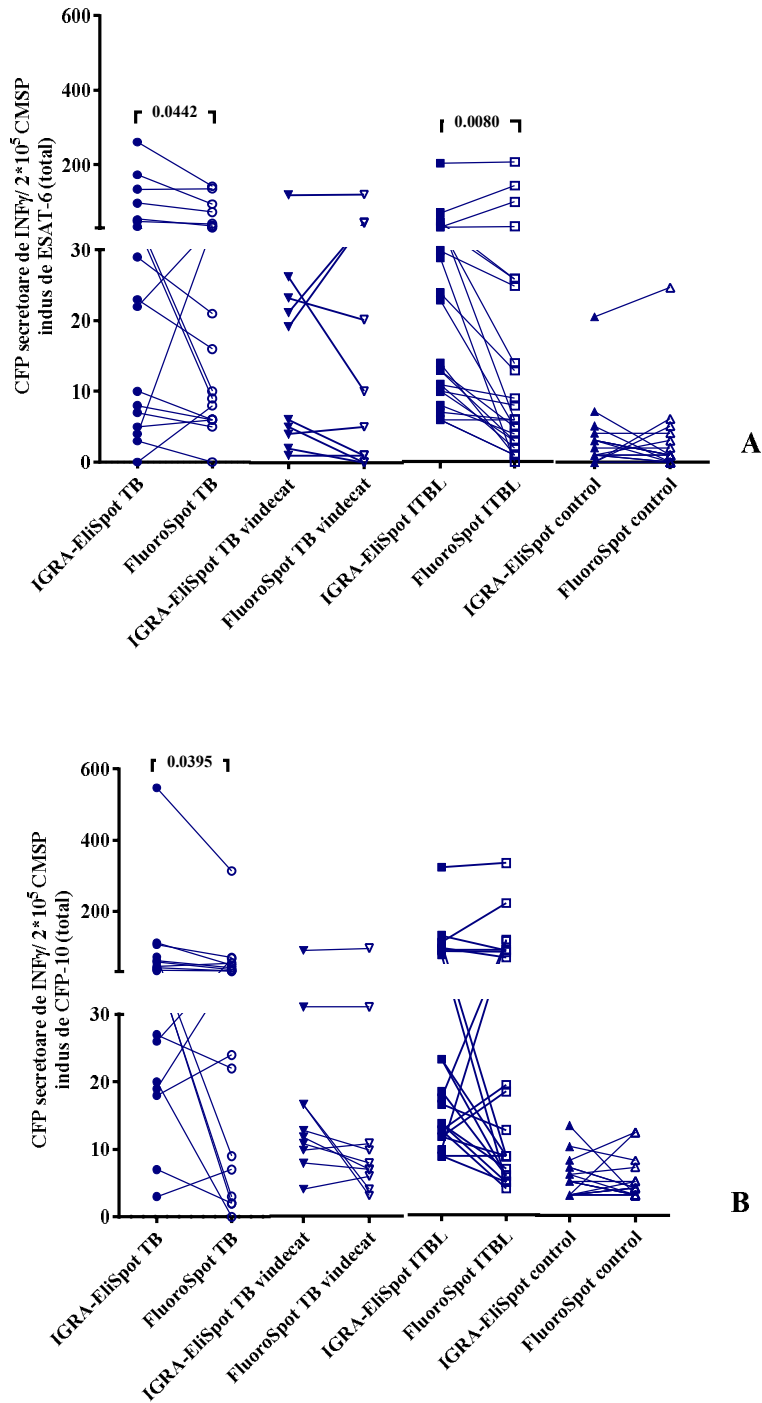 CFP secretoare de INFγ/ 2*10⁵ CMSP
indus de ESAT-6 (total)
600
400
200
30
20
10
0
0.0442
0.0080
IGRA-EliSpot TB
FluoroSpot TB
IGRA-EliSpot TB vindecat
FluoroSpot TB vindecat
IGRA-EliSpot ITBL
FluoroSpot ITBL
IGRA-EliSpot control
FluoroSpot control
A
CFP secretoare de INFγ/ 2*10⁵ CMSP
indus de CFP-10 (total)
600
400
200
30
20
10
0
0.0395
IGRA-EliSpot TB
FluoroSpot TB
IGRA-EliSpot TB vindecat
FluoroSpot TB vindecat
IGRA-EliSpot ITBL
FluoroSpot ITBL
IGRA-EliSpot control
FluoroSpot control
B